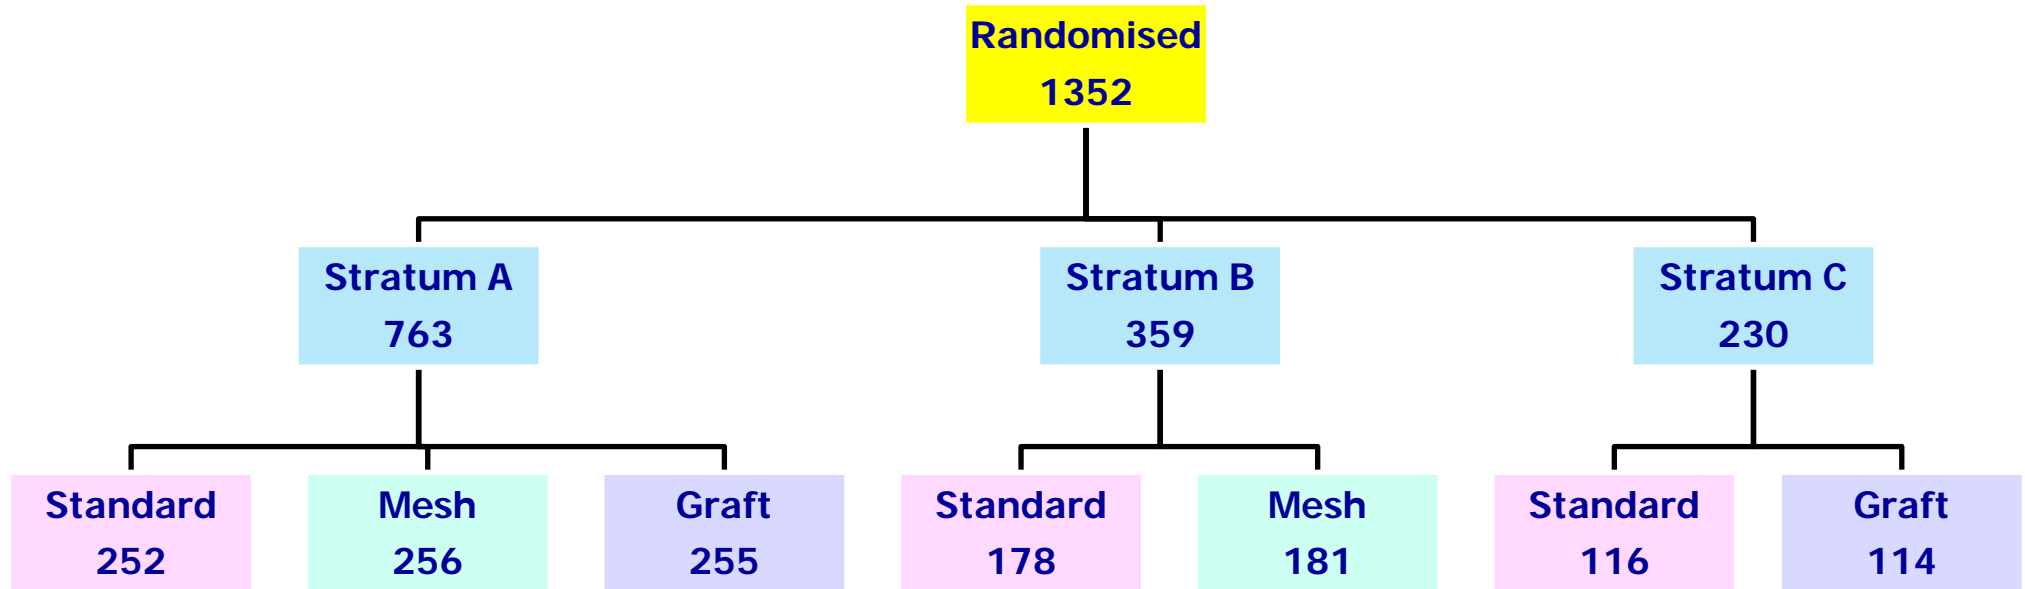 Randomised
1352
Stratum A
763
Stratum B
359
Stratum C
230
Standard
252
Mesh
256
Graft
255
Standard
178
Mesh
181
Standard
116
Graft
114